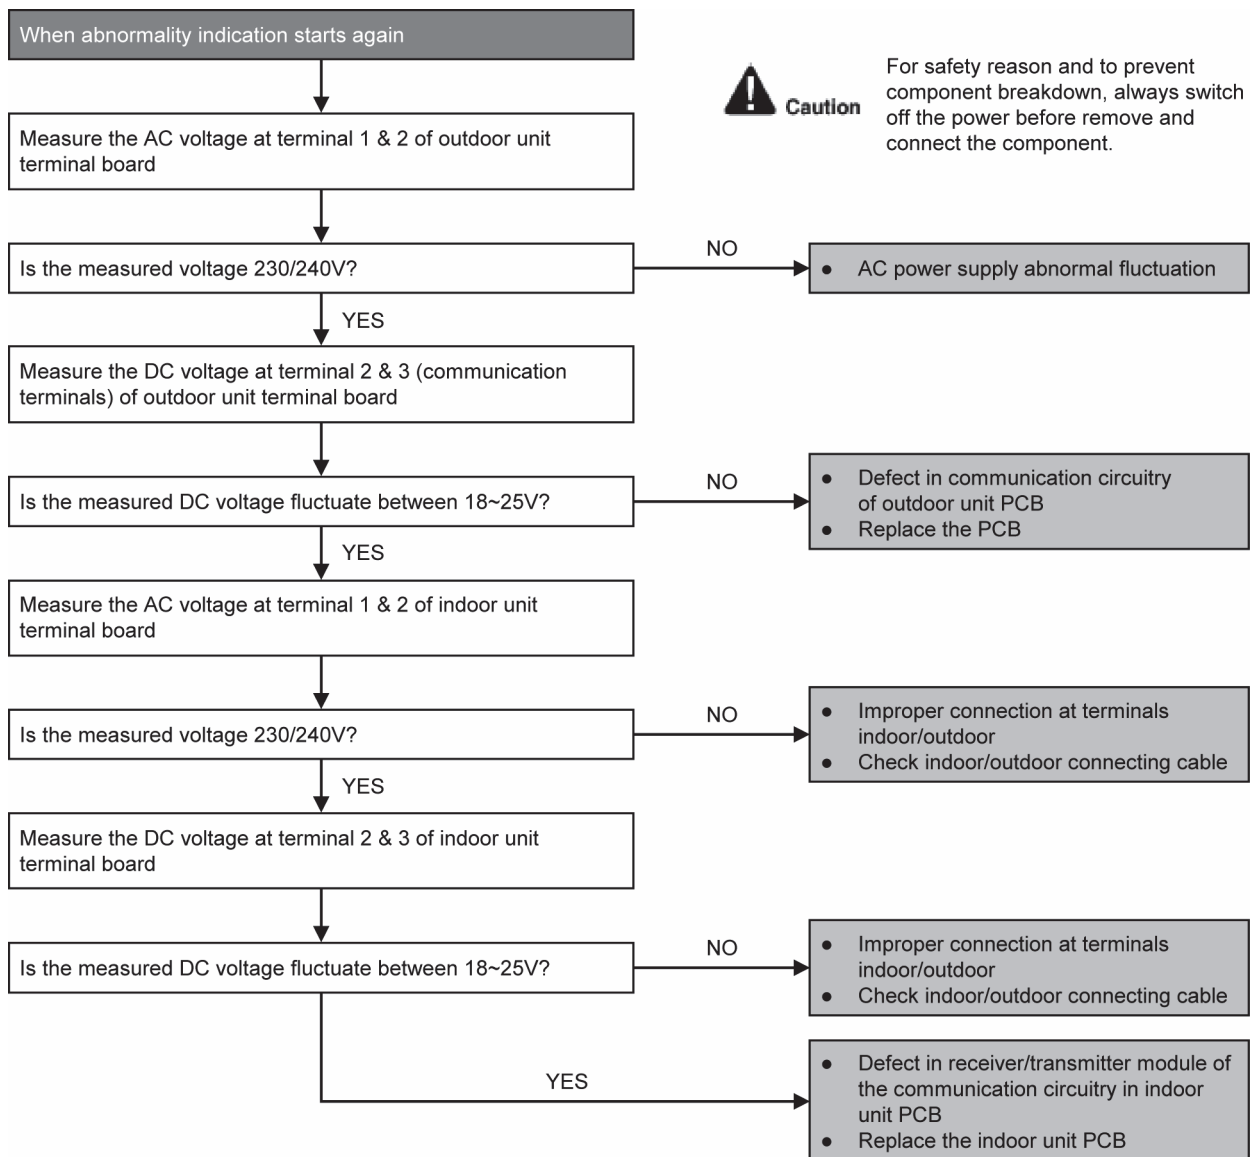 When abnormality indication starts again
Caution
For safety reason and to prevent
component breakdown, always switch
off the power before remove and
connect the component.
Measure the AC voltage at terminal 1 & 2 of outdoor unit
terminal board
Is the measured voltage 230/240V?
NO
● AC power supply abnormal fluctuation
YES
Measure the DC voltage at terminal 2 & 3 (communication
terminals) of outdoor unit terminal board
Is the measured DC voltage fluctuate between 18~25V?
NO
● Defect in communication circuitry
of outdoor unit PCB
● Replace the PCB
YES
Measure the AC voltage at terminal 1 & 2 of indoor unit
terminal board
Is the measured voltage 230/240V?
NO
● Improper connection at terminals
indoor/outdoor
● Check indoor/outdoor connecting cable
YES
Measure the DC voltage at terminal 2 & 3 of indoor unit
terminal board
Is the measured DC voltage fluctuate between 18~25V?
NO
● Improper connection at terminals
indoor/outdoor
● Check indoor/outdoor connecting cable
YES
● Defect in receiver/transmitter module of
the communication circuitry in indoor
unit PCB
● Replace the indoor unit PCB